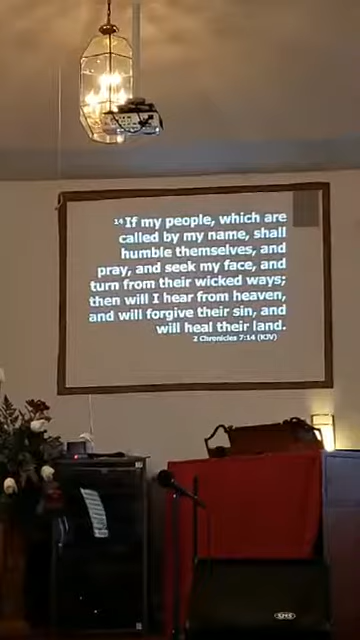 14 If my people, which are
called by my name, shall
humble themselves, and
pray, and seek my face, and
turn from their wicked ways;
then will I hear from heaven,
and will forgive their sin, and
will heal their land.
2 Chronicles 7:14 (KJV)